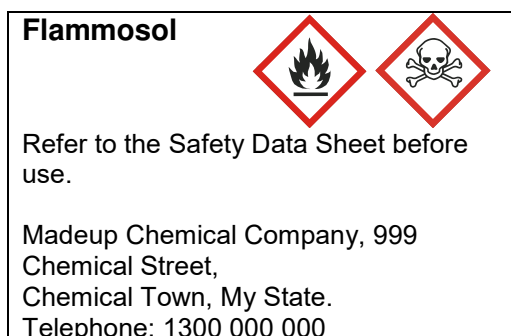 Flammosol
Refer to the Safety Data Sheet before
use.
Madeup Chemical Company, 999
Chemical Street,
Chemical Town, My State.
Telephone: 1300 000 000